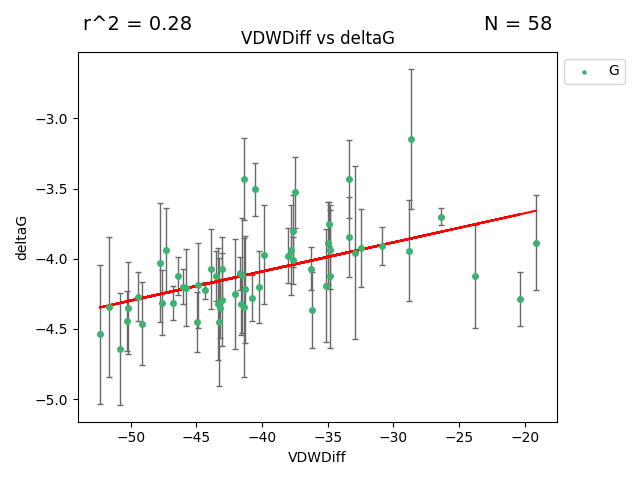 r^2 = 0.28
N = 58
VDWDiff vs deltaG
G
−3.0
−3.5
−4.0
−4.5
−5.0
deltaG
−50
−45
−40
−35
−30
−25
−20
VDWDiff